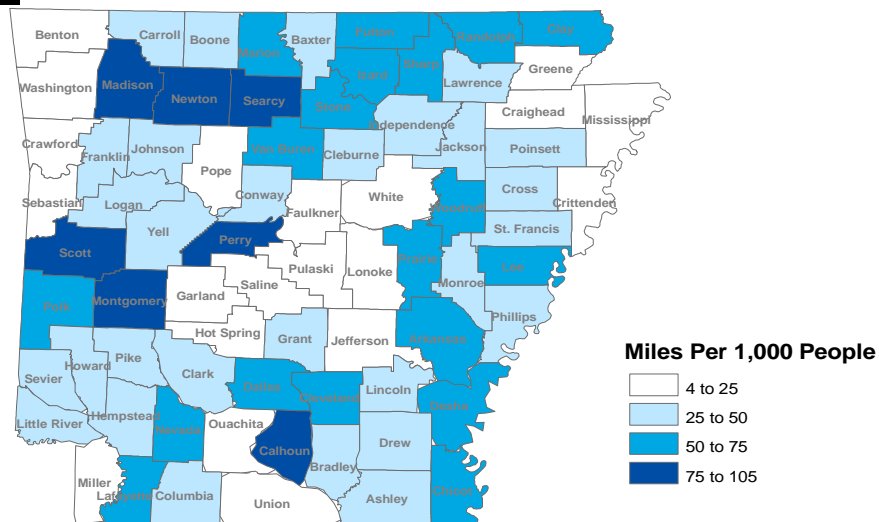 Benton
Carroll
Boone
Marion
Baxter
Fulton
Randolph
Clay
Washington
Madison
Newton
Searcy
Stone
Izard
Sharp
Lawrence
Greene
Craighead
Mississippi
Crawford
Franklin
Johnson
Pope
Van Buren
Cleburne
Independence
Jackson
Poinsett
Sebastian
Logan
Yell
Conway
Faulkner
White
Woodruff
Cross
Crittenden
St. Francis
Scott
Perry
Pulaski
Lonoke
Prairie
Monroe
Lee
Polk
Montgomery
Garland
Saline
Hot Spring
Grant
Jefferson
Arkansas
Phillips
Sevier
Howard
Pike
Clark
Dallas
Cleveland
Lincoln
Desha
Little River
Hempstead
Nevada
Ouachita
Calhoun
Bradley
Drew
Miller
Lafayette
Columbia
Union
Ashley
Chicot
Miles Per 1,000 People
4 to 25
25 to 50
50 to 75
75 to 105